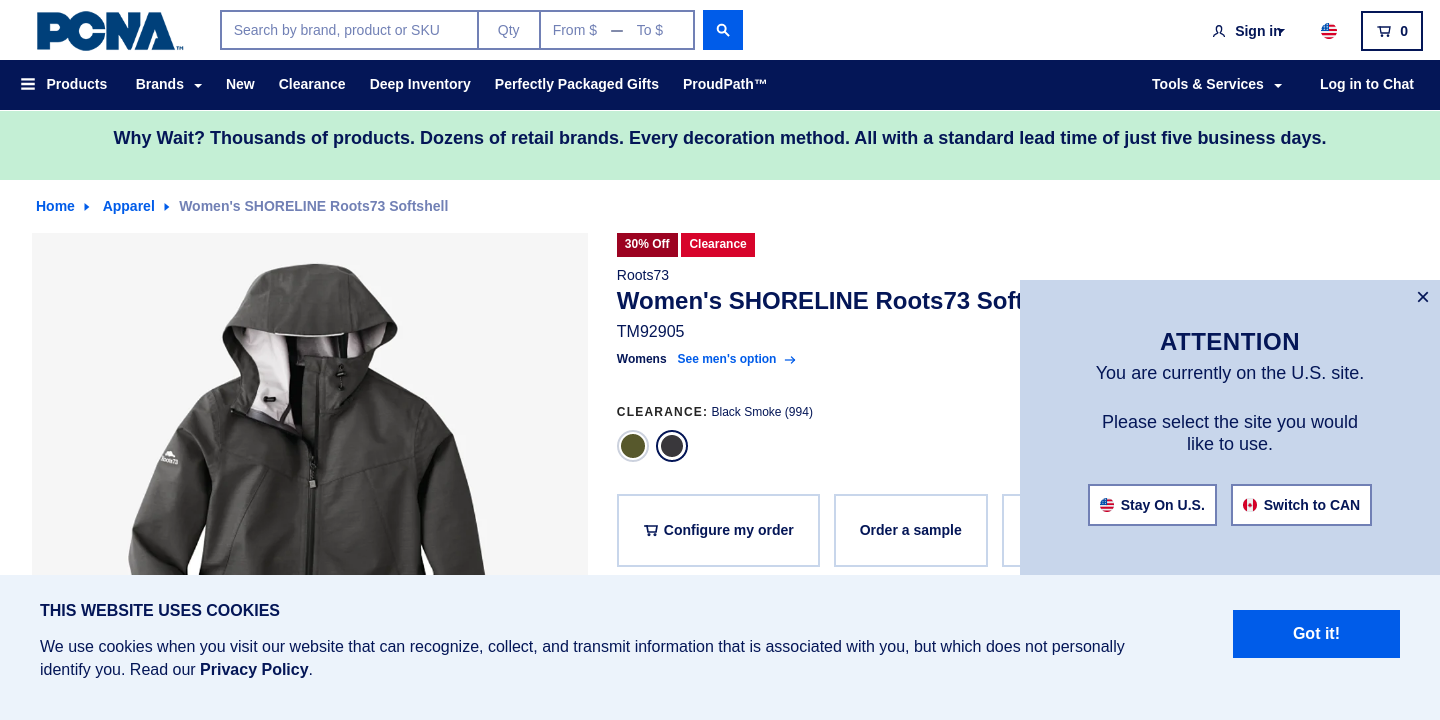 PCNA™
Search by brand, product or SKU
Qty
From $ — To $
Sign in
0
Products
Brands
New
Clearance
Deep Inventory
Perfectly Packaged Gifts
ProudPath™
Tools & Services
Log in to Chat
Why Wait? Thousands of products. Dozens of retail brands. Every decoration method. All with a standard lead time of just five business days.
Home
Apparel
Women's SHORELINE Roots73 Softshell
30% Off
Clearance
Roots73
Women's SHORELINE Roots73 Soft
TM92905
Womens See men's option
CLEARANCE: Black Smoke (994)
Configure my order
Order a sample
Roots73
×
ATTENTION
You are currently on the U.S. site.
Please select the site you would
like to use.
Stay On U.S.
Switch to CAN
THIS WEBSITE USES COOKIES
We use cookies when you visit our website that can recognize, collect, and transmit information that is associated with you, but which does not personally
identify you. Read our Privacy Policy.
Got it!